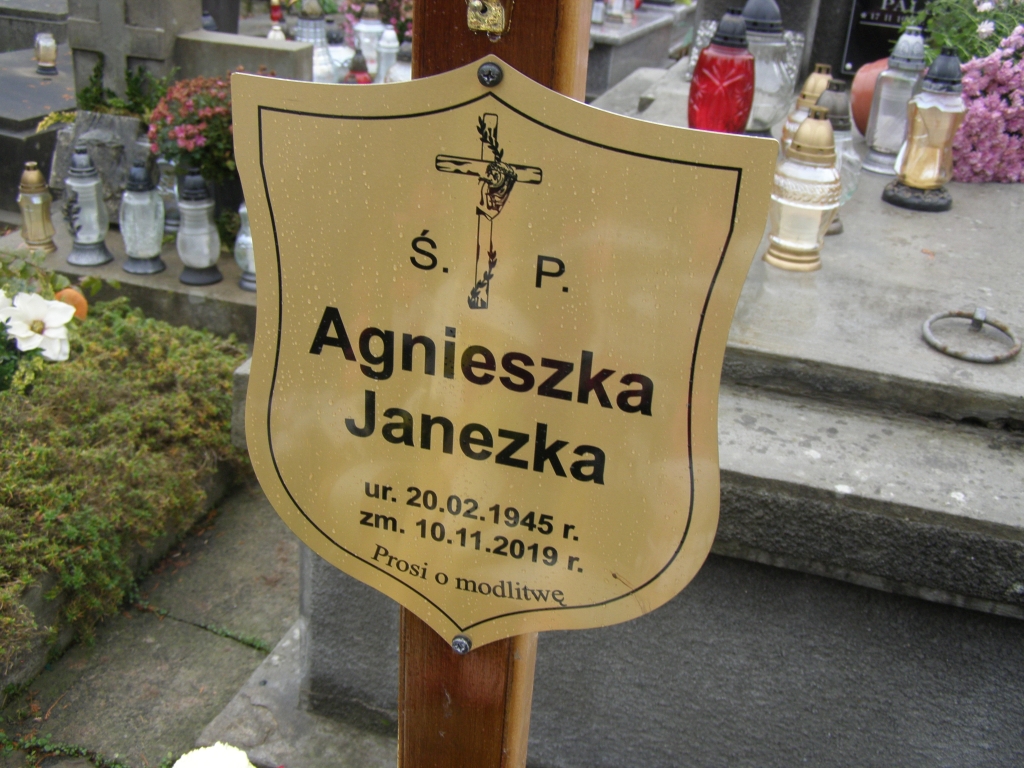 Ś. P.
Agnieszka
Janezka
ur. 20.02.1945 r.
zm. 10.11.2019 r.
Prosi o modlitwę